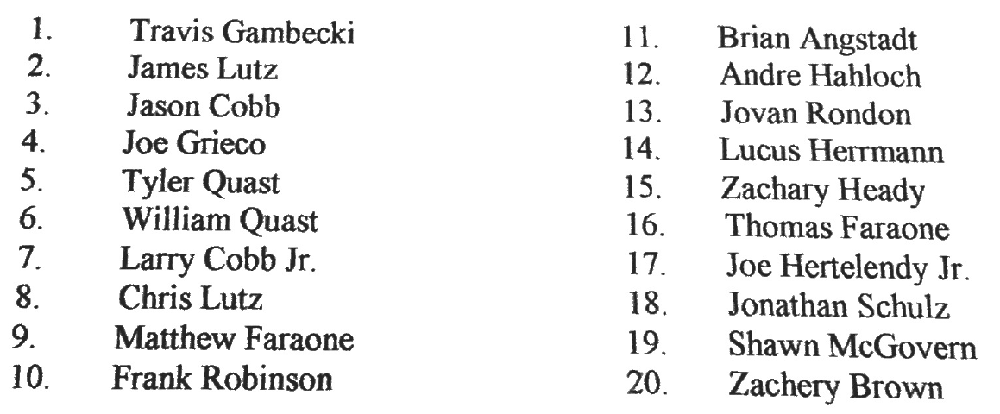 1. Travis Gambecki
2. James Lutz
3. Jason Cobb
4. Joe Grieco
5. Tyler Quast
6. William Quast
7. Larry Cobb Jr.
8. Chris Lutz
9. Matthew Faraone
10. Frank Robinson
11. Brian Angstadt
12. Andre Hahloch
13. Jovan Rondon
14. Lucus Herrmann
15. Zachary Heady
16. Thomas Faraone
17. Joe Hertelendy Jr.
18. Jonathan Schulz
19. Shawn McGovern
20. Zachery Brown